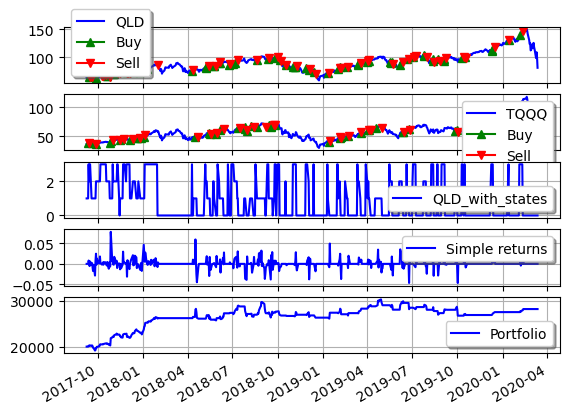 QLD
Buy
Sell
150
100
TQQQ
Buy
Sell
100
50
QLD_with_states
2
0
Simple returns
0.05
0.00
−0.05
Portfolio
30000
20000
2017-10
2018-01
2018-04
2018-07
2018-10
2019-01
2019-04
2019-07
2019-10
2020-01
2020-04